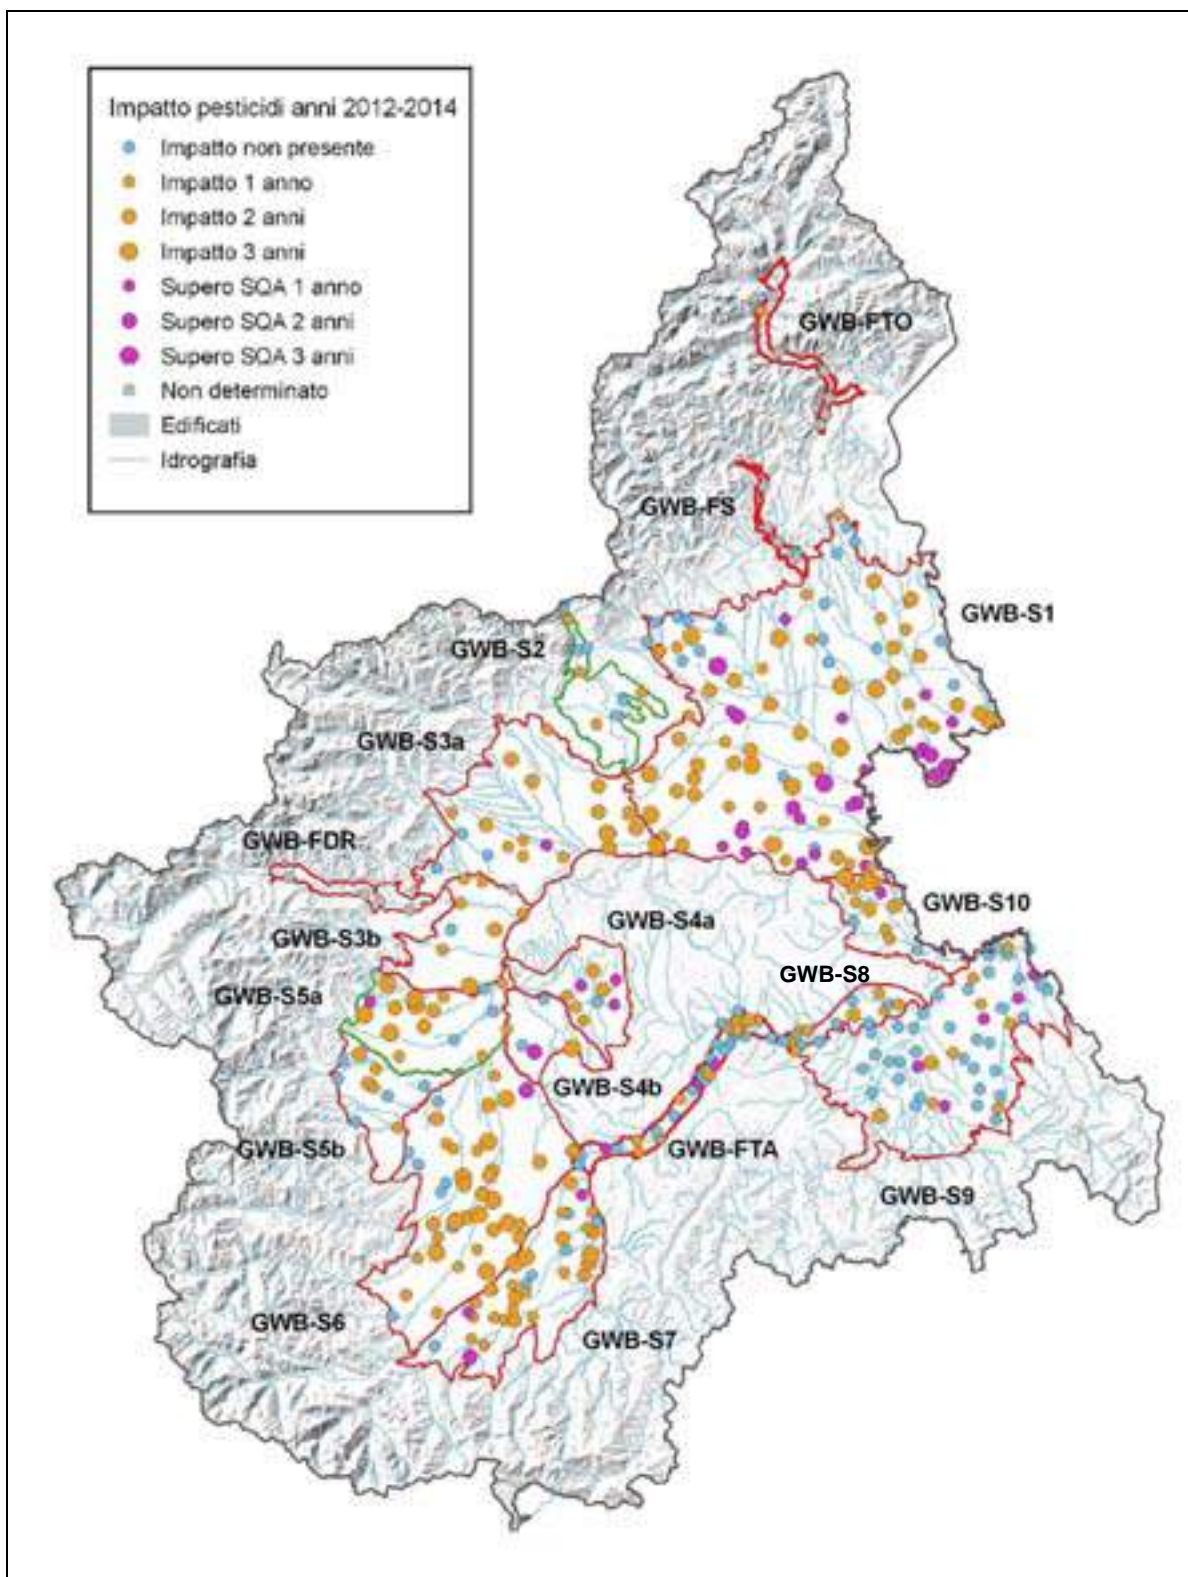 Impatto pesticidi anni 2012-2014
Impatto non presente
Impatto 1 anno
Impatto 2 anni
Impatto 3 anni
Supero SQA 1 anno
Supero SQA 2 anni
Supero SQA 3 anni
Non determinato
Edificati
Idrografia
GWB-FTO
GWB-FS
GWB-S1
GWB-S2
GWB-S3a
GWB-FDR
GWB-S10
GWB-S4a
GWB-S3b
GWB-S8
GWB-S5a
GWB-S4b
GWB-S5b
GWB-FTA
GWB-S9
GWB-S6
GWB-S7